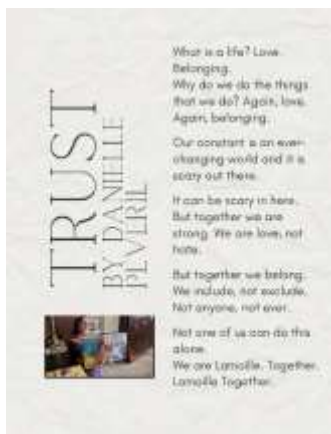 TRUST
BY DANIELLE
PEVERIL
What is a life? Love.
Belonging.
Why do we do the things
that we do? Again, love.
Again, belonging.
Our constant is an ever-
changing world and it is
scary out there.
It can be scary in here.
But together we are
strong. We are love, not
hate.
But together we belong.
We include, not exclude.
Not anyone, not ever.
Not one of us can do this
alone.
We are Lamoille. Together.
Lamoille Together.